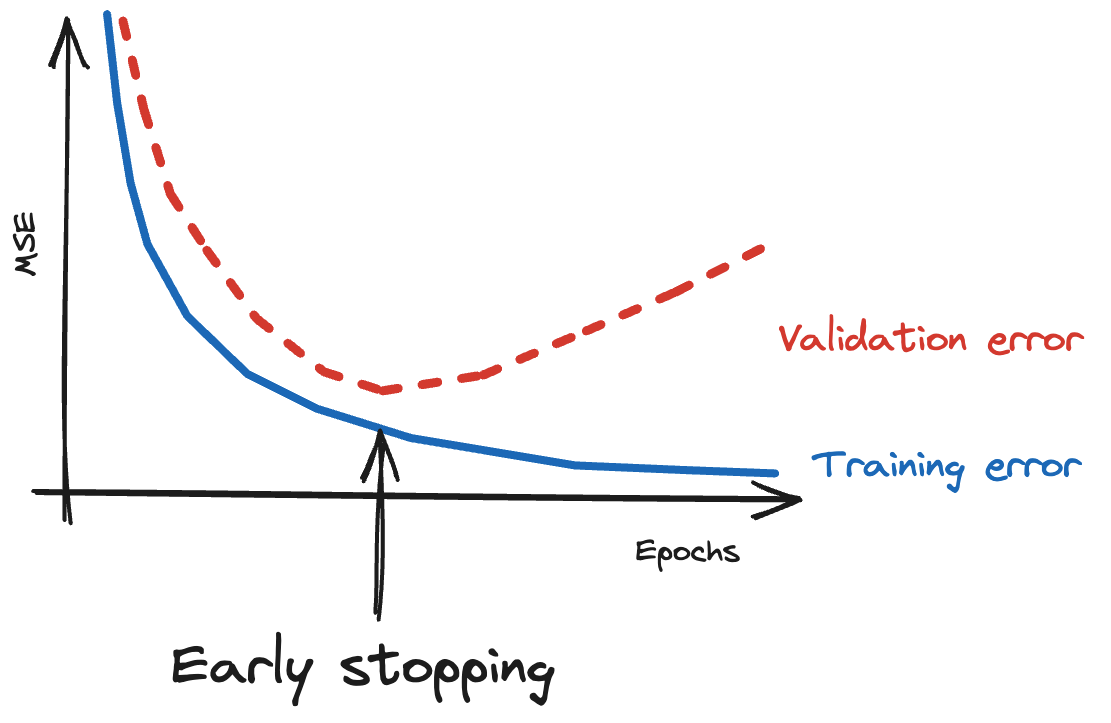 MSE
Validation error
Training error
Epochs
Early stopping